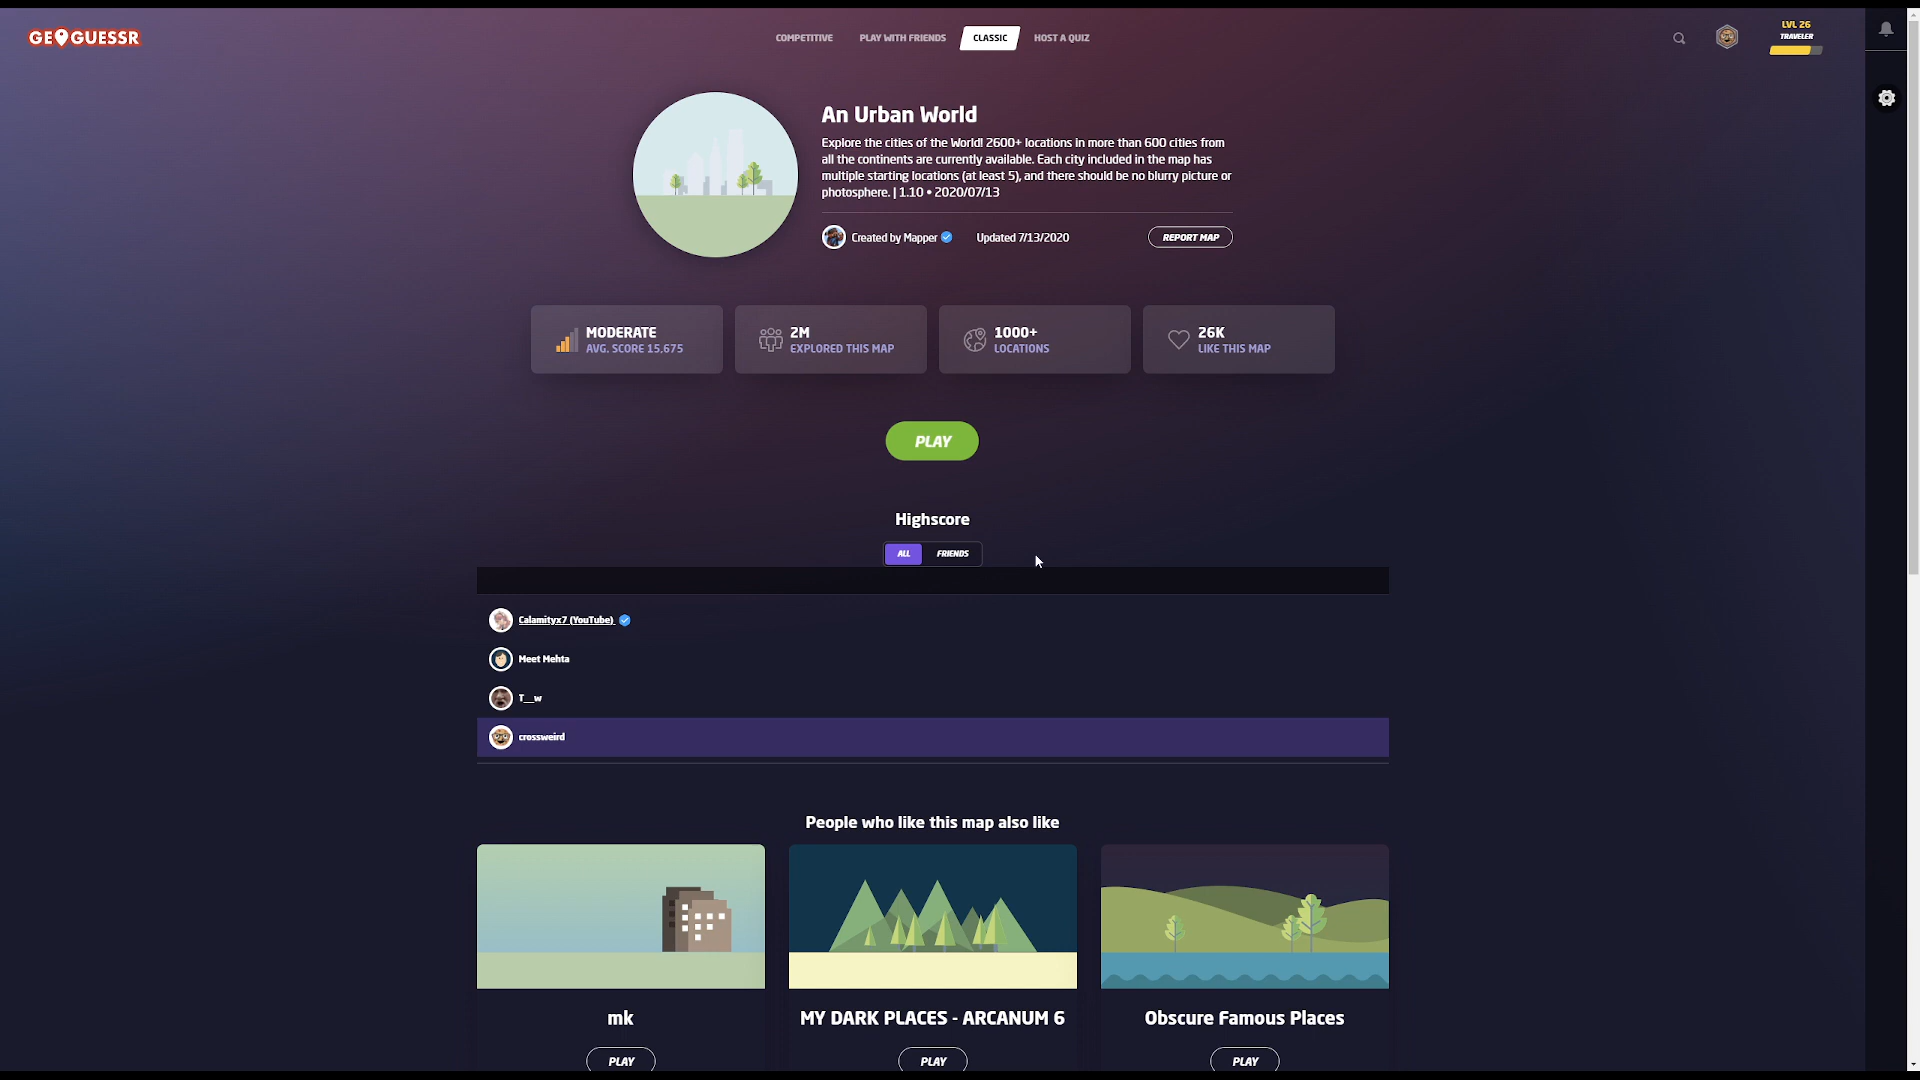 GEOGUESSR
COMPETITIVE
PLAY WITH FRIENDS
CLASSIC
HOST A QUIZ
LVL 26
TRAVELER
An Urban World
Explore the cities of the World! 2600+ locations in more than 600 cities from
all the continents are currently available. Each city included in the map has
multiple starting locations (at least 5), and there should be no blurry picture or
photosphere. | 1.10 • 2020/07/13
Created by Mapper
Updated 7/13/2020
REPORT MAP
MODERATE
AVG. SCORE 15,675
2M
EXPLORED THIS MAP
1000+
LOCATIONS
26K
LIKE THIS MAP
PLAY
Highscore
ALL
FRIENDS
Calamityx7 (YouTube)
Meet Mehta
T__w
crossweird
People who like this map also like
mk
MY DARK PLACES - ARCANUM 6
Obscure Famous Places
PLAY
PLAY
PLAY